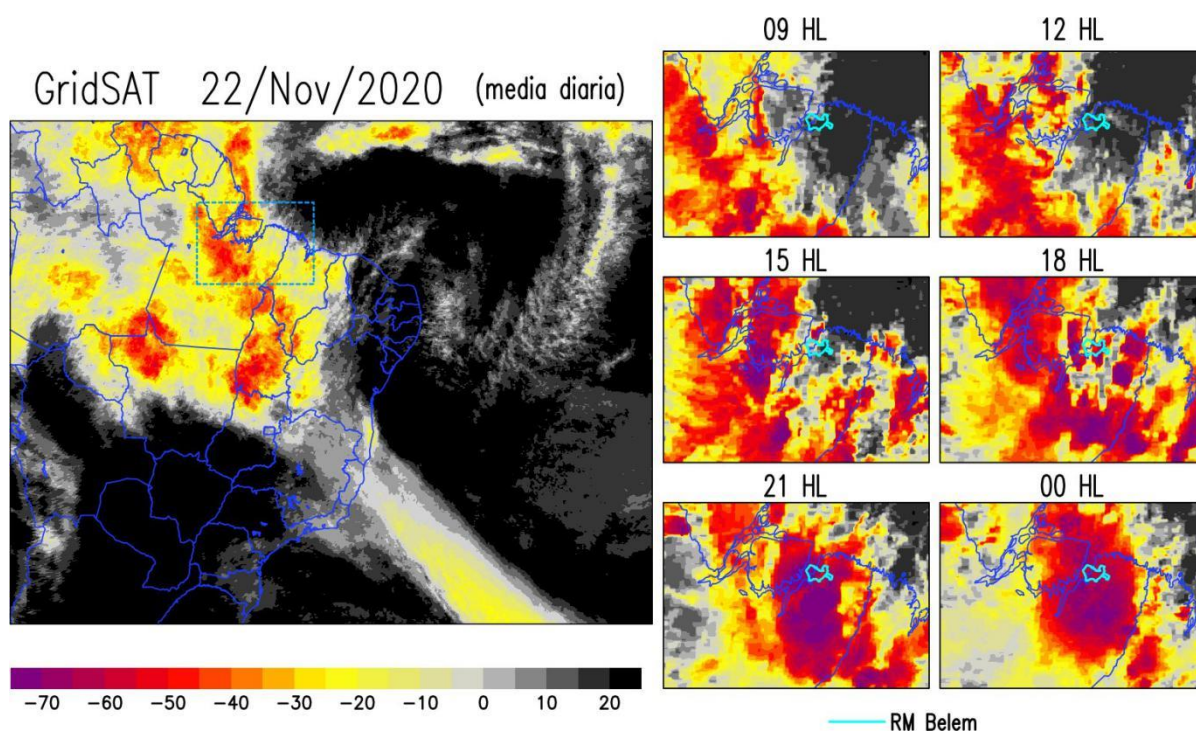 GridSAT 22/Nov/2020 (media diaria)
09 HL
12 HL
15 HL
18 HL
21 HL
00 HL
-70 -60 -50 -40 -30 -20 -10 0 10 20
RM Belem